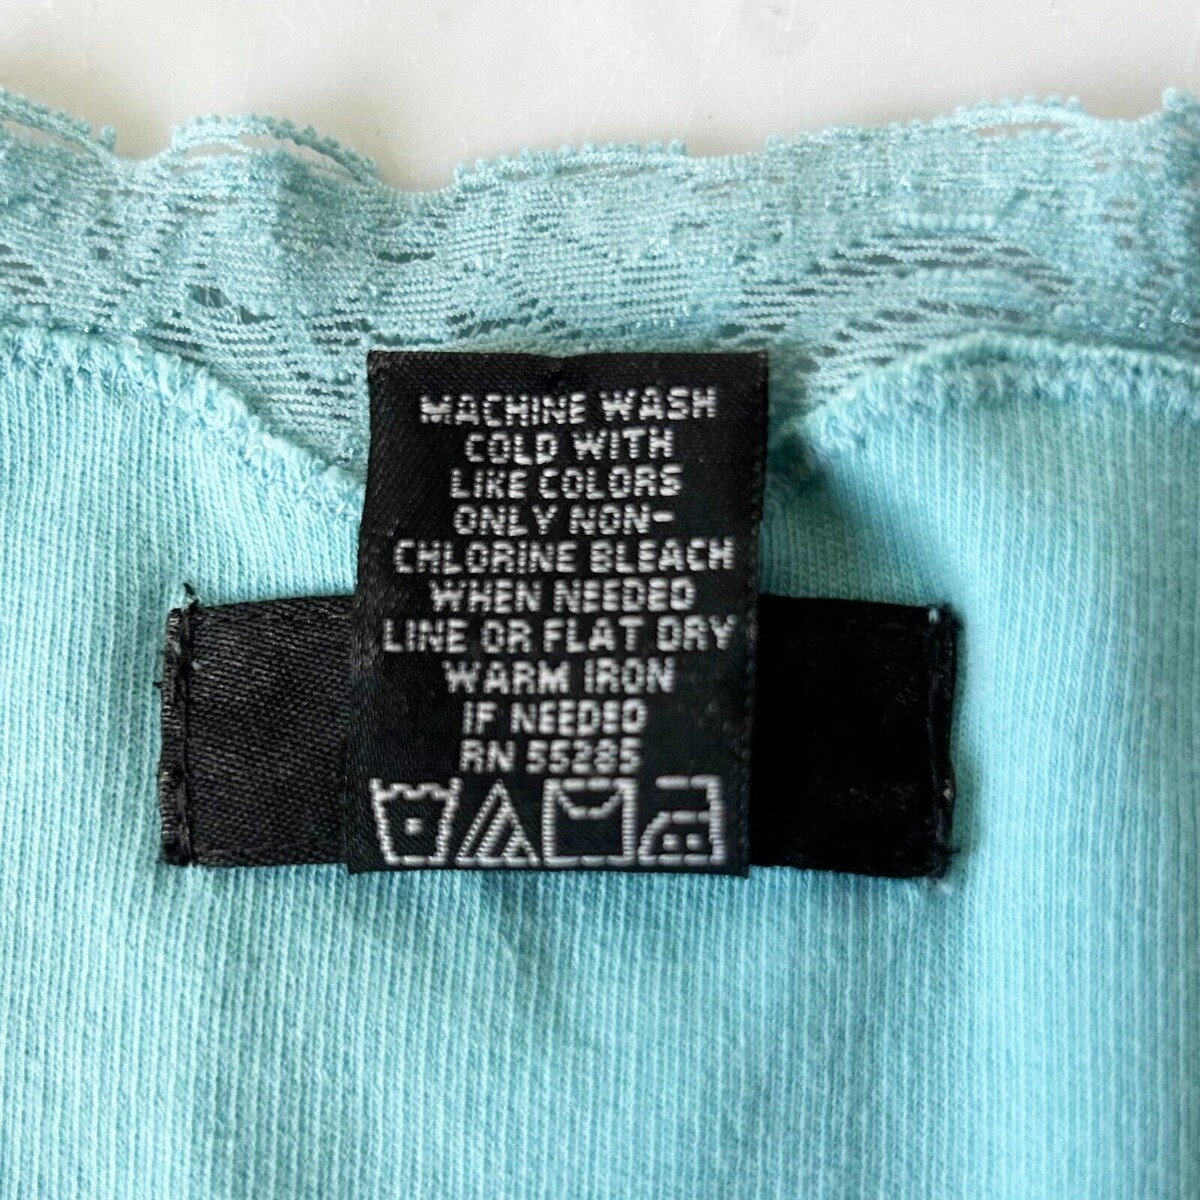 MACHINE WASH
COLD WITH
LIKE COLORS
ONLY NON-
CHLORINE BLEACH
WHEN NEEDED
LINE OR FLAT DRY
WARM IRON
IF NEEDED
RN 55285